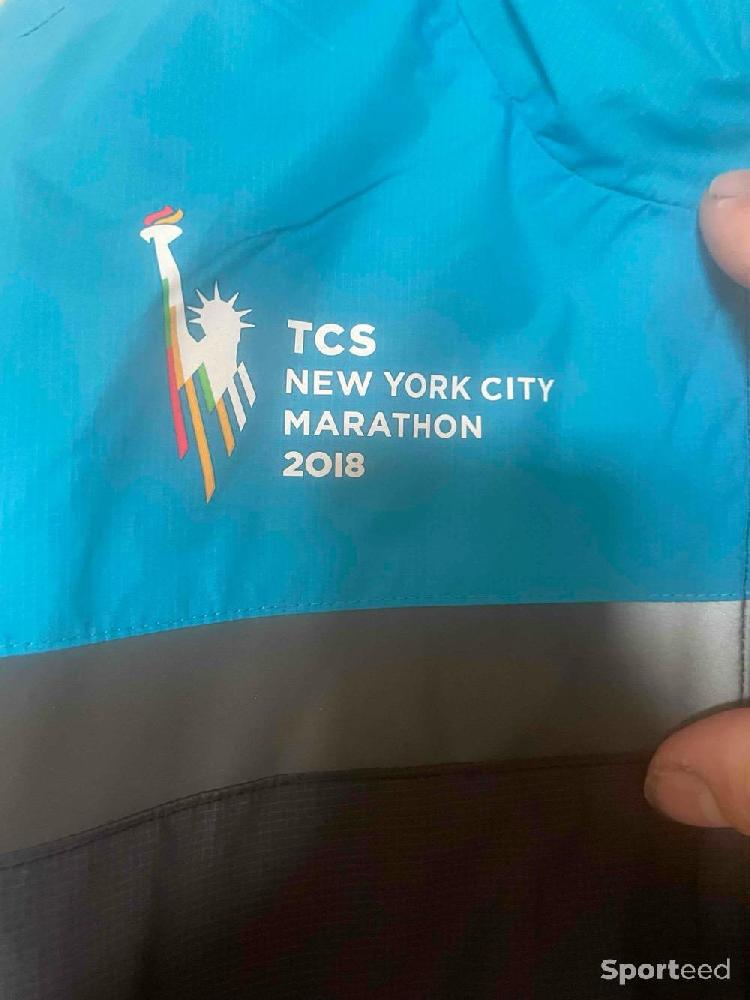 TCS
NEW YORK CITY
MARATHON
2018
Sporteed